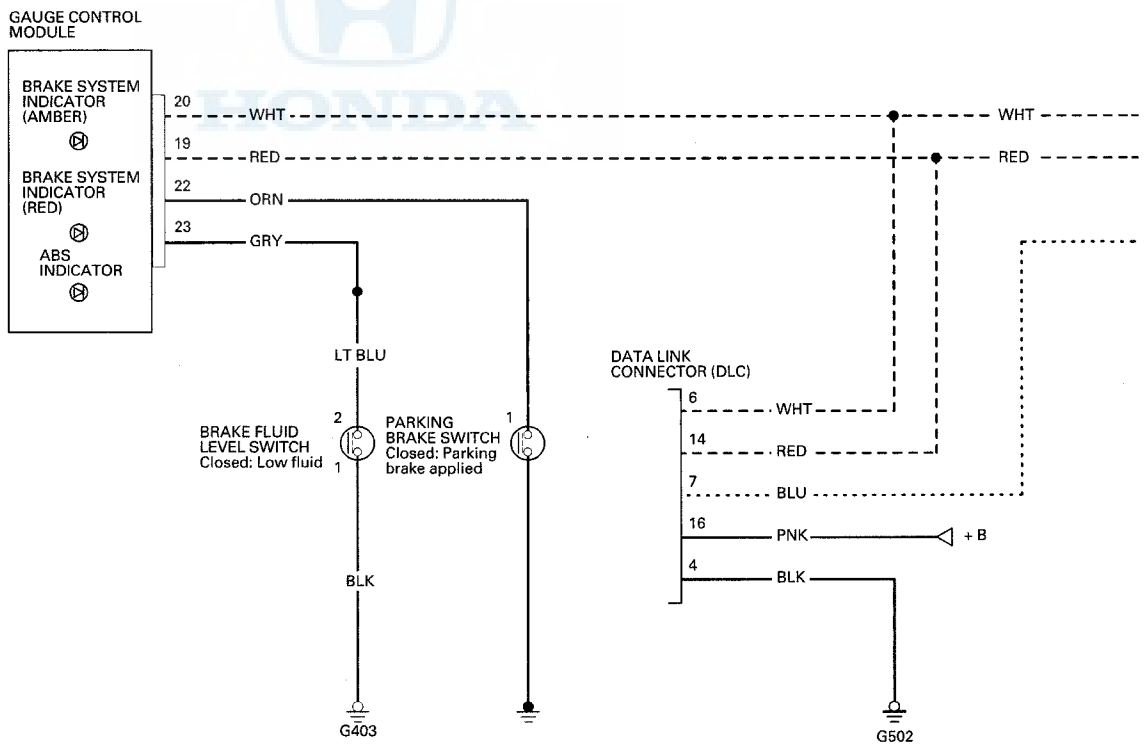 GAUGE CONTROL
MODULE
BRAKE SYSTEM
INDICATOR
(AMBER)
BRAKE SYSTEM
INDICATOR
(RED)
ABS
INDICATOR
20
WHT
WHT
19
RED
RED
22
ORN
23
GRY
HONDA
LT BLU
2
BRAKE FLUID
LEVEL SWITCH
Closed: Low fluid
1
PARKING
BRAKE SWITCH
Closed: Parking
brake applied
1
BLK
G403
DATA LINK
CONNECTOR (DLC)
6
WHT
14
RED
7
BLU
16
PNK
+ B
4
BLK
G502